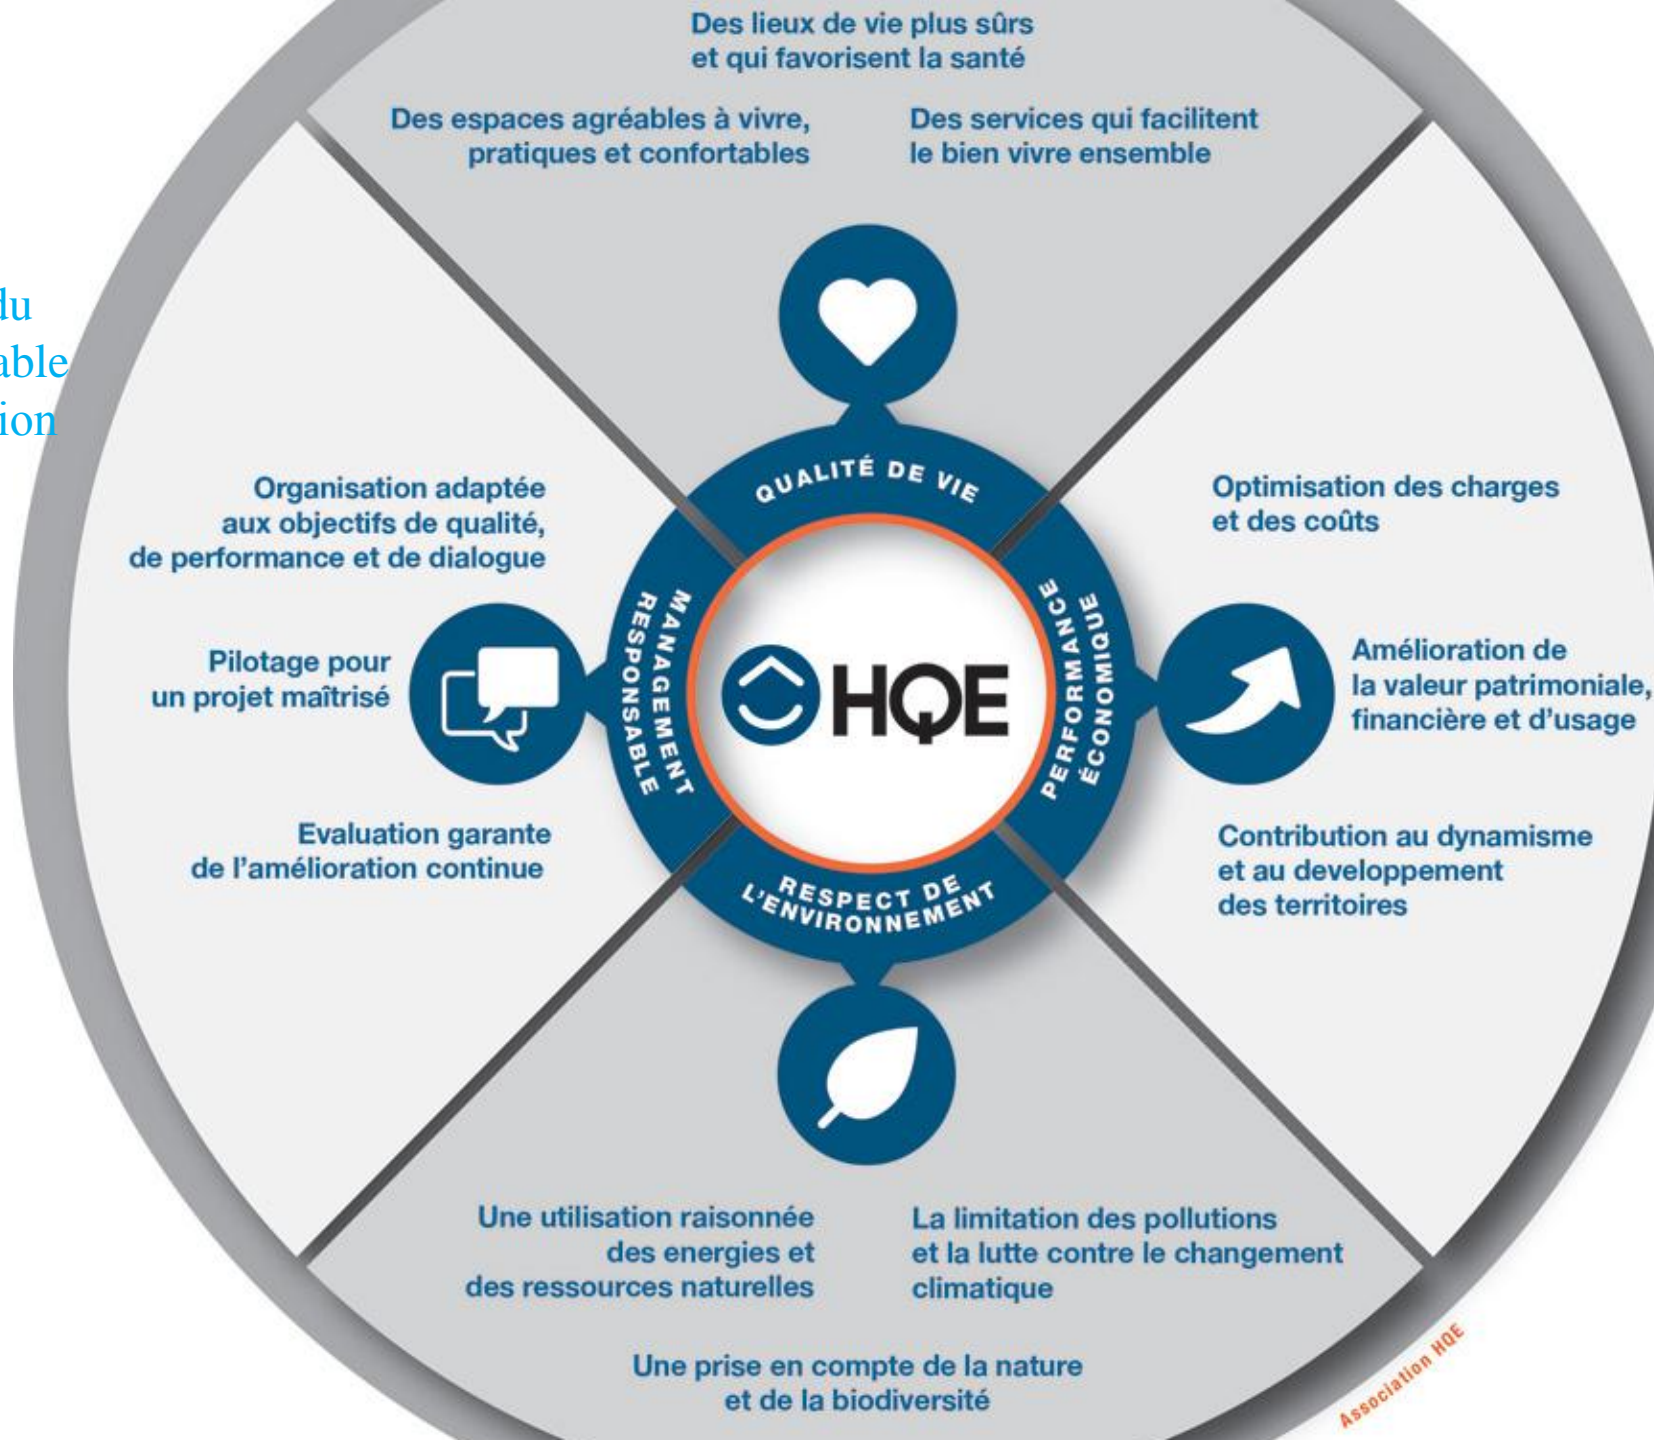 Des lieux de vie plus sûrs
et qui favorisent la santé
Des espaces agréables à vivre,
pratiques et confortables
Des services qui facilitent
le bien vivre ensemble
du
QUALITÉ DE VIE
Organisation adaptée
aux objectifs de qualité,
de performance et de dialogue
Pilotage pour
un projet maîtrisé
Evaluation garante
de l'amélioration continue
MANAGEMENT
RESPONSABLE
HQE
PERFORMANCE
ÉCONOMIQUE
Optimisation des charges
et des coûts
Amélioration de
la valeur patrimoniale,
financière et d'usage
Contribution au dynamisme
et au developpement
des territoires
RESPECT DE
L'ENVIRONNEMENT
Une utilisation raisonnée
des energies et
des ressources naturelles
La limitation des pollutions
et la lutte contre le changement
climatique
Une prise en compte de la nature
et de la biodiversité
Association HQE